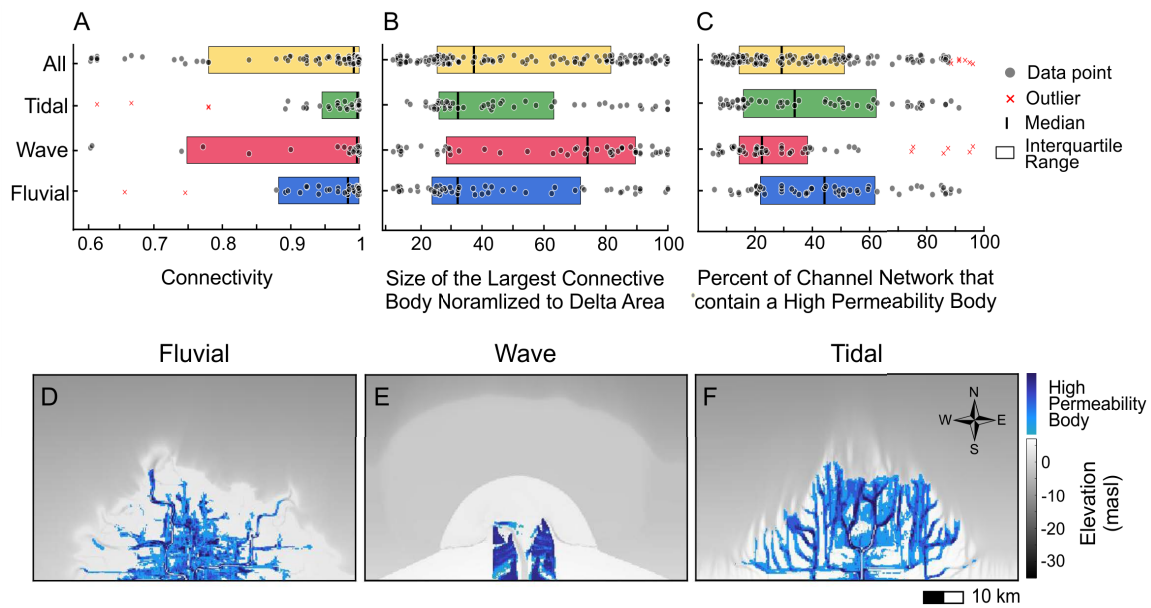 A
B
C
All
Tidal
Wave
Fluvial
0.6 0.7 0.8 0.9 1
20 40 60 80 100
20 40 60 80 100
Connectivity
Size of the Largest Connective
Body Noramlized to Delta Area
Percent of Channel Network that
contain a High Permeability Body
Data point
Outlier
Median
Interquartile
Range
Fluvial
Wave
Tidal
D
E
F
N
W E
S
High
Permeability
Body
0
-10
-20
-30
Elevation
(masl)
10 km